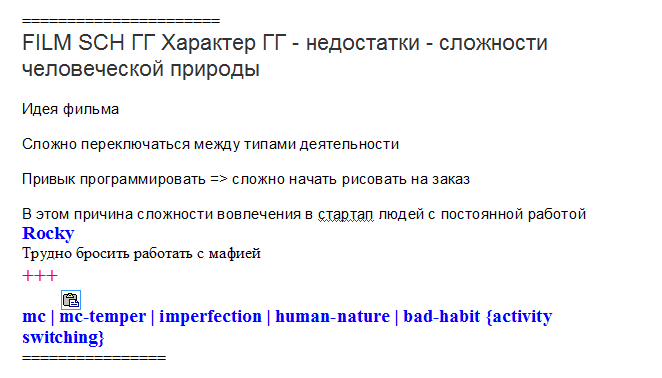 ======================
FILM SCH ГГ Характер ГГ - недостатки - сложности
человеческой природы
Идея фильма
Сложно переключаться между типами деятельности
Привык программировать => сложно начать рисовать на заказ
В этом причина сложности вовлечения в стартап людей с постоянной работой
Rocky
Трудно бросить работать с мафией
+++
mc | mc-temper | imperfection | human-nature | bad-habit {activity
switching}
================